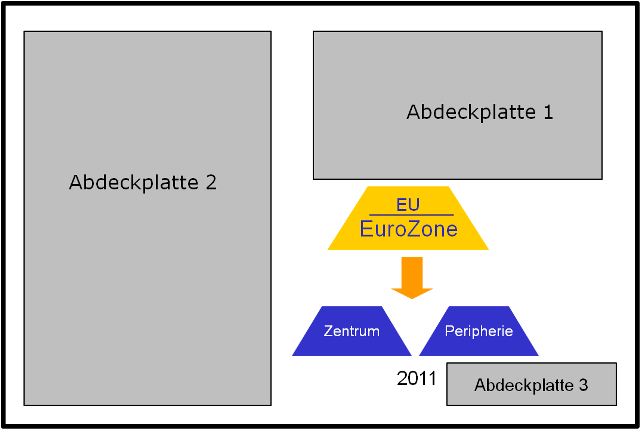 Abdeckplatte 1
Abdeckplatte 2
EU
EuroZone
Zentrum
Peripherie
2011
Abdeckplatte 3